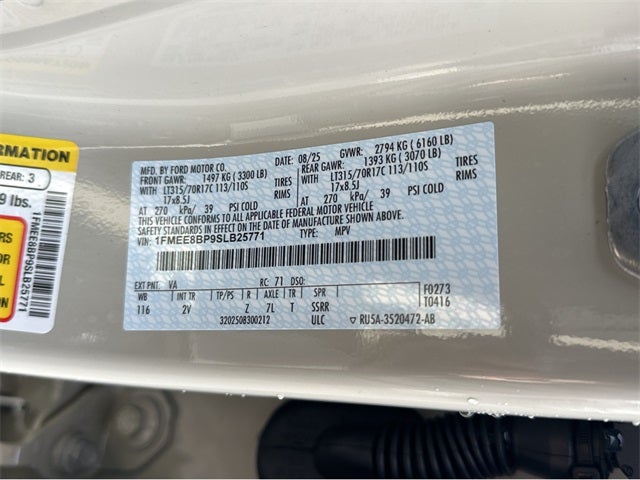 RMATION
REAR: 3
9 lbs.
ERS
1FMEE8BP9SLB25771
MFD. BY FORD MOTOR CO.
DATE: 08/25 GVWR: 2794 KG ( 6160 LB)
FRONT GAWR: 1497 KG ( 3300 LB)
REAR GAWR: 1393 KG ( 3070 LB)
WITH LT315/70R17C 113/110S TIRES
WITH LT315/70R17C 113/110S TIRES
17x8.5J RIMS
17x8.5J RIMS
AT 270 kPa/ 39 PSI COLD
AT 270 kPa/ 39 PSI COLD
THIS VEHICLE CONFORMS TO ALL APPLICABLE FEDERAL MOTOR VEHICLE
SAFETY STANDARDS IN EFFECT ON THE DATE OF MANUFACTURE SHOWN ABOVE.
VIN: 1FMEE8BP9SLB25771 TYPE: MPV
EXT PNT: VA RC: 71 DSO:
WB INT TR TP/PS R AXLE TR SPR
116 2V Z 7L T SSRR
F0273
T0416
3202508300212 ULC
▽ RU5A-3520472-AB